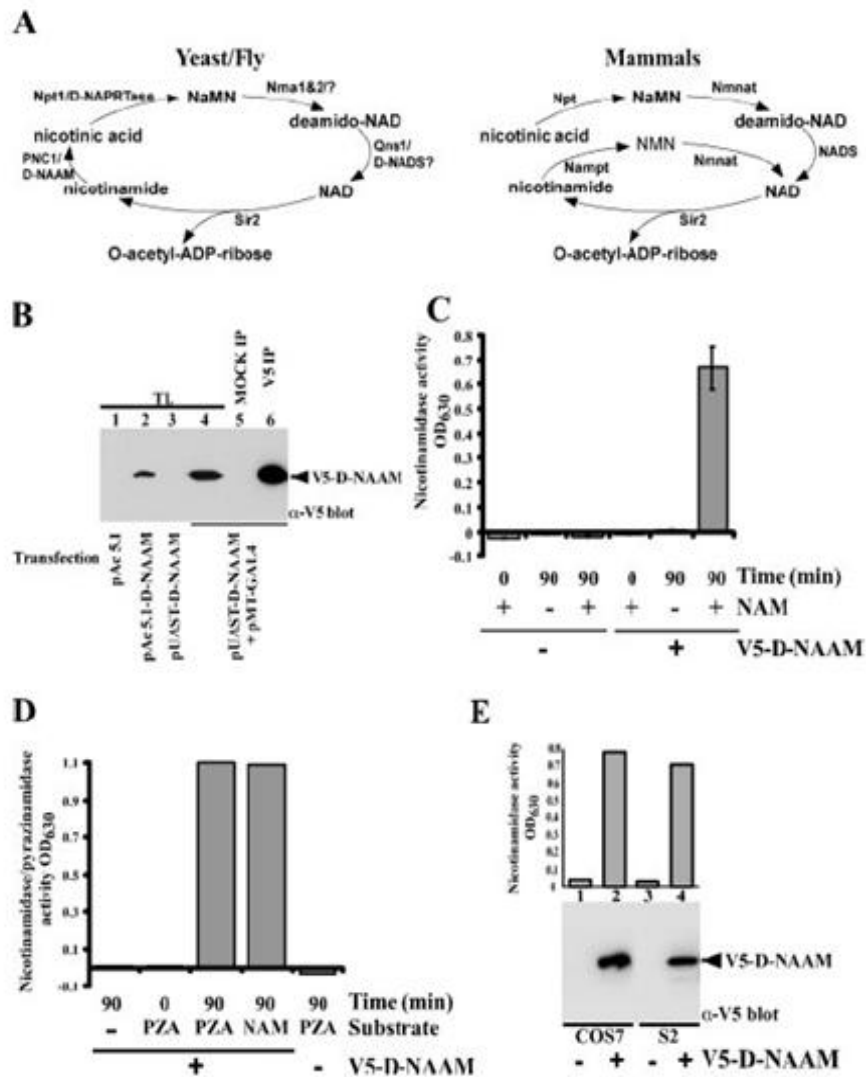 A
Yeast/Fly
Npt1/D-NAPRTase
NaMN
Nma1&2/?
nicotinic acid
deamido-NAD
PNC1/
D-NAAM
Qns1/
D-NADS?
nicotinamide
NAD
Sir2
O-acetyl-ADP-ribose
Mammals
Npt
NaMN
Nmnat
nicotinic acid
deamido-NAD
NMN
NADS
Nampt
Nmnat
nicotinamide
NAD
Sir2
O-acetyl-ADP-ribose
B
TL
MOCK IP
V5 IP
1 2 3 4 5 6
V5-D-NAAM
α-V5 blot
Transfection
pAc 5.1
pAc 5.1-D-NAAM
pUAST-D-NAAM
pUAST-D-NAAM
+ pMT-GAL4
C
Nicotinamidase activity
OD630
0.8
0.7
0.6
0.5
0.4
0.3
0.2
0.1
0
-0.1
0 90 90 0 90 90 Time (min)
+ - + + - + NAM
- + V5-D-NAAM
D
Nicotinamidase/pyrazinamidase
activity OD630
1.1
0.9
0.7
0.5
0.3
0.1
-0.1
90 0 90 90 90 Time (min)
- PZA PZA NAM PZA Substrate
+ - V5-D-NAAM
E
Nicotinamidase activity
OD630
0.8
0.7
0.6
0.5
0.4
0.3
0.2
0.1
0
1 2 3 4
V5-D-NAAM
α-V5 blot
COS7 S2
- + - + V5-D-NAAM